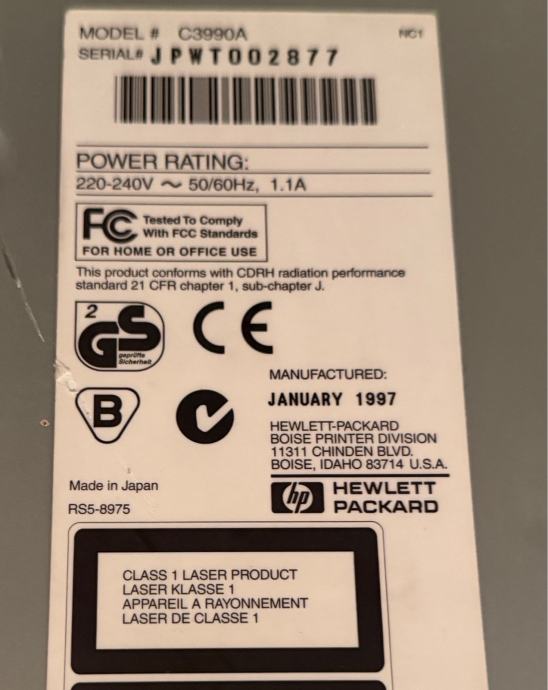 MODEL # C3990A NC1
SERIAL# JPWT002877
POWER RATING:
220-240V ~ 50/60Hz, 1.1A
FC Tested To Comply
With FCC Standards
FOR HOME OR OFFICE USE
This product conforms with CDRH radiation performance
standard 21 CFR chapter 1, sub-chapter J.
2
GS
geprüfte
Sicherheit
CE
B
MANUFACTURED:
JANUARY 1997
HEWLETT-PACKARD
BOISE PRINTER DIVISION
11311 CHINDEN BLVD.
BOISE, IDAHO 83714 U.S.A.
Made in Japan
RS5-8975
hp HEWLETT
PACKARD
CLASS 1 LASER PRODUCT
LASER KLASSE 1
APPAREIL A RAYONNEMENT
LASER DE CLASSE 1